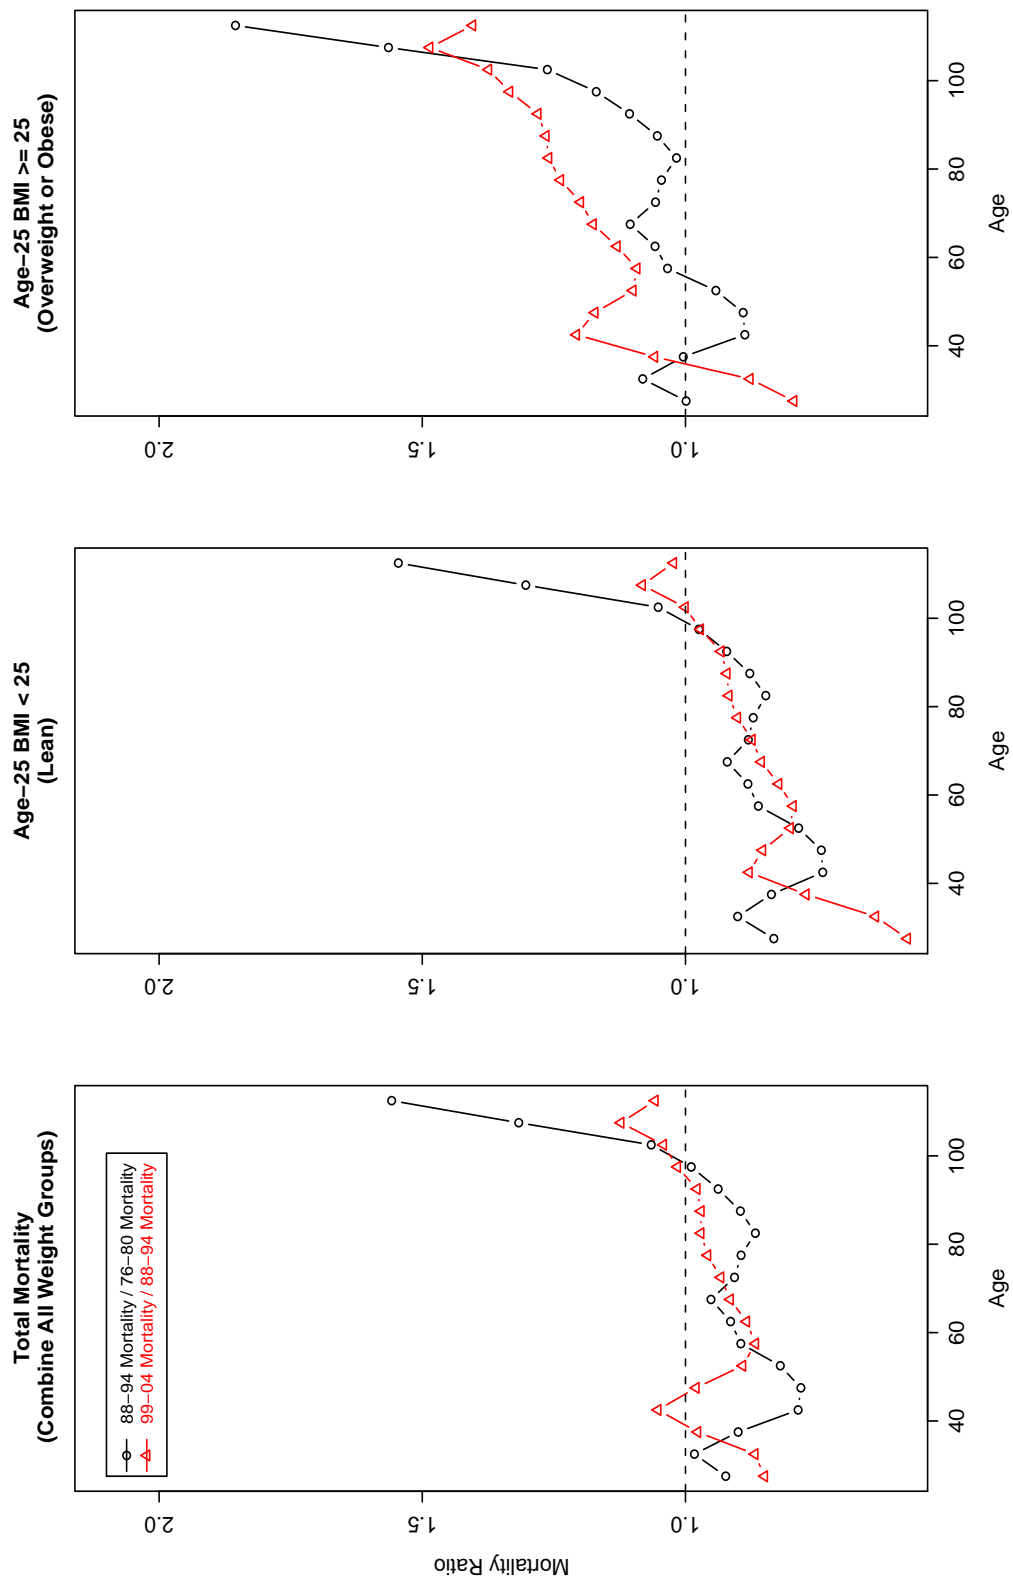 Total Mortality
(Combine All Weight Groups)
Mortality Ratio
2.0
1.5
1.0
88−94 Mortality / 76−80 Mortality
99−04 Mortality / 88−94 Mortality
40
60
80
100
Age
Age−25 BMI < 25
(Lean)
2.0
1.5
1.0
40
60
80
100
Age
Age−25 BMI >= 25
(Overweight or Obese)
2.0
1.5
1.0
40
60
80
100
Age